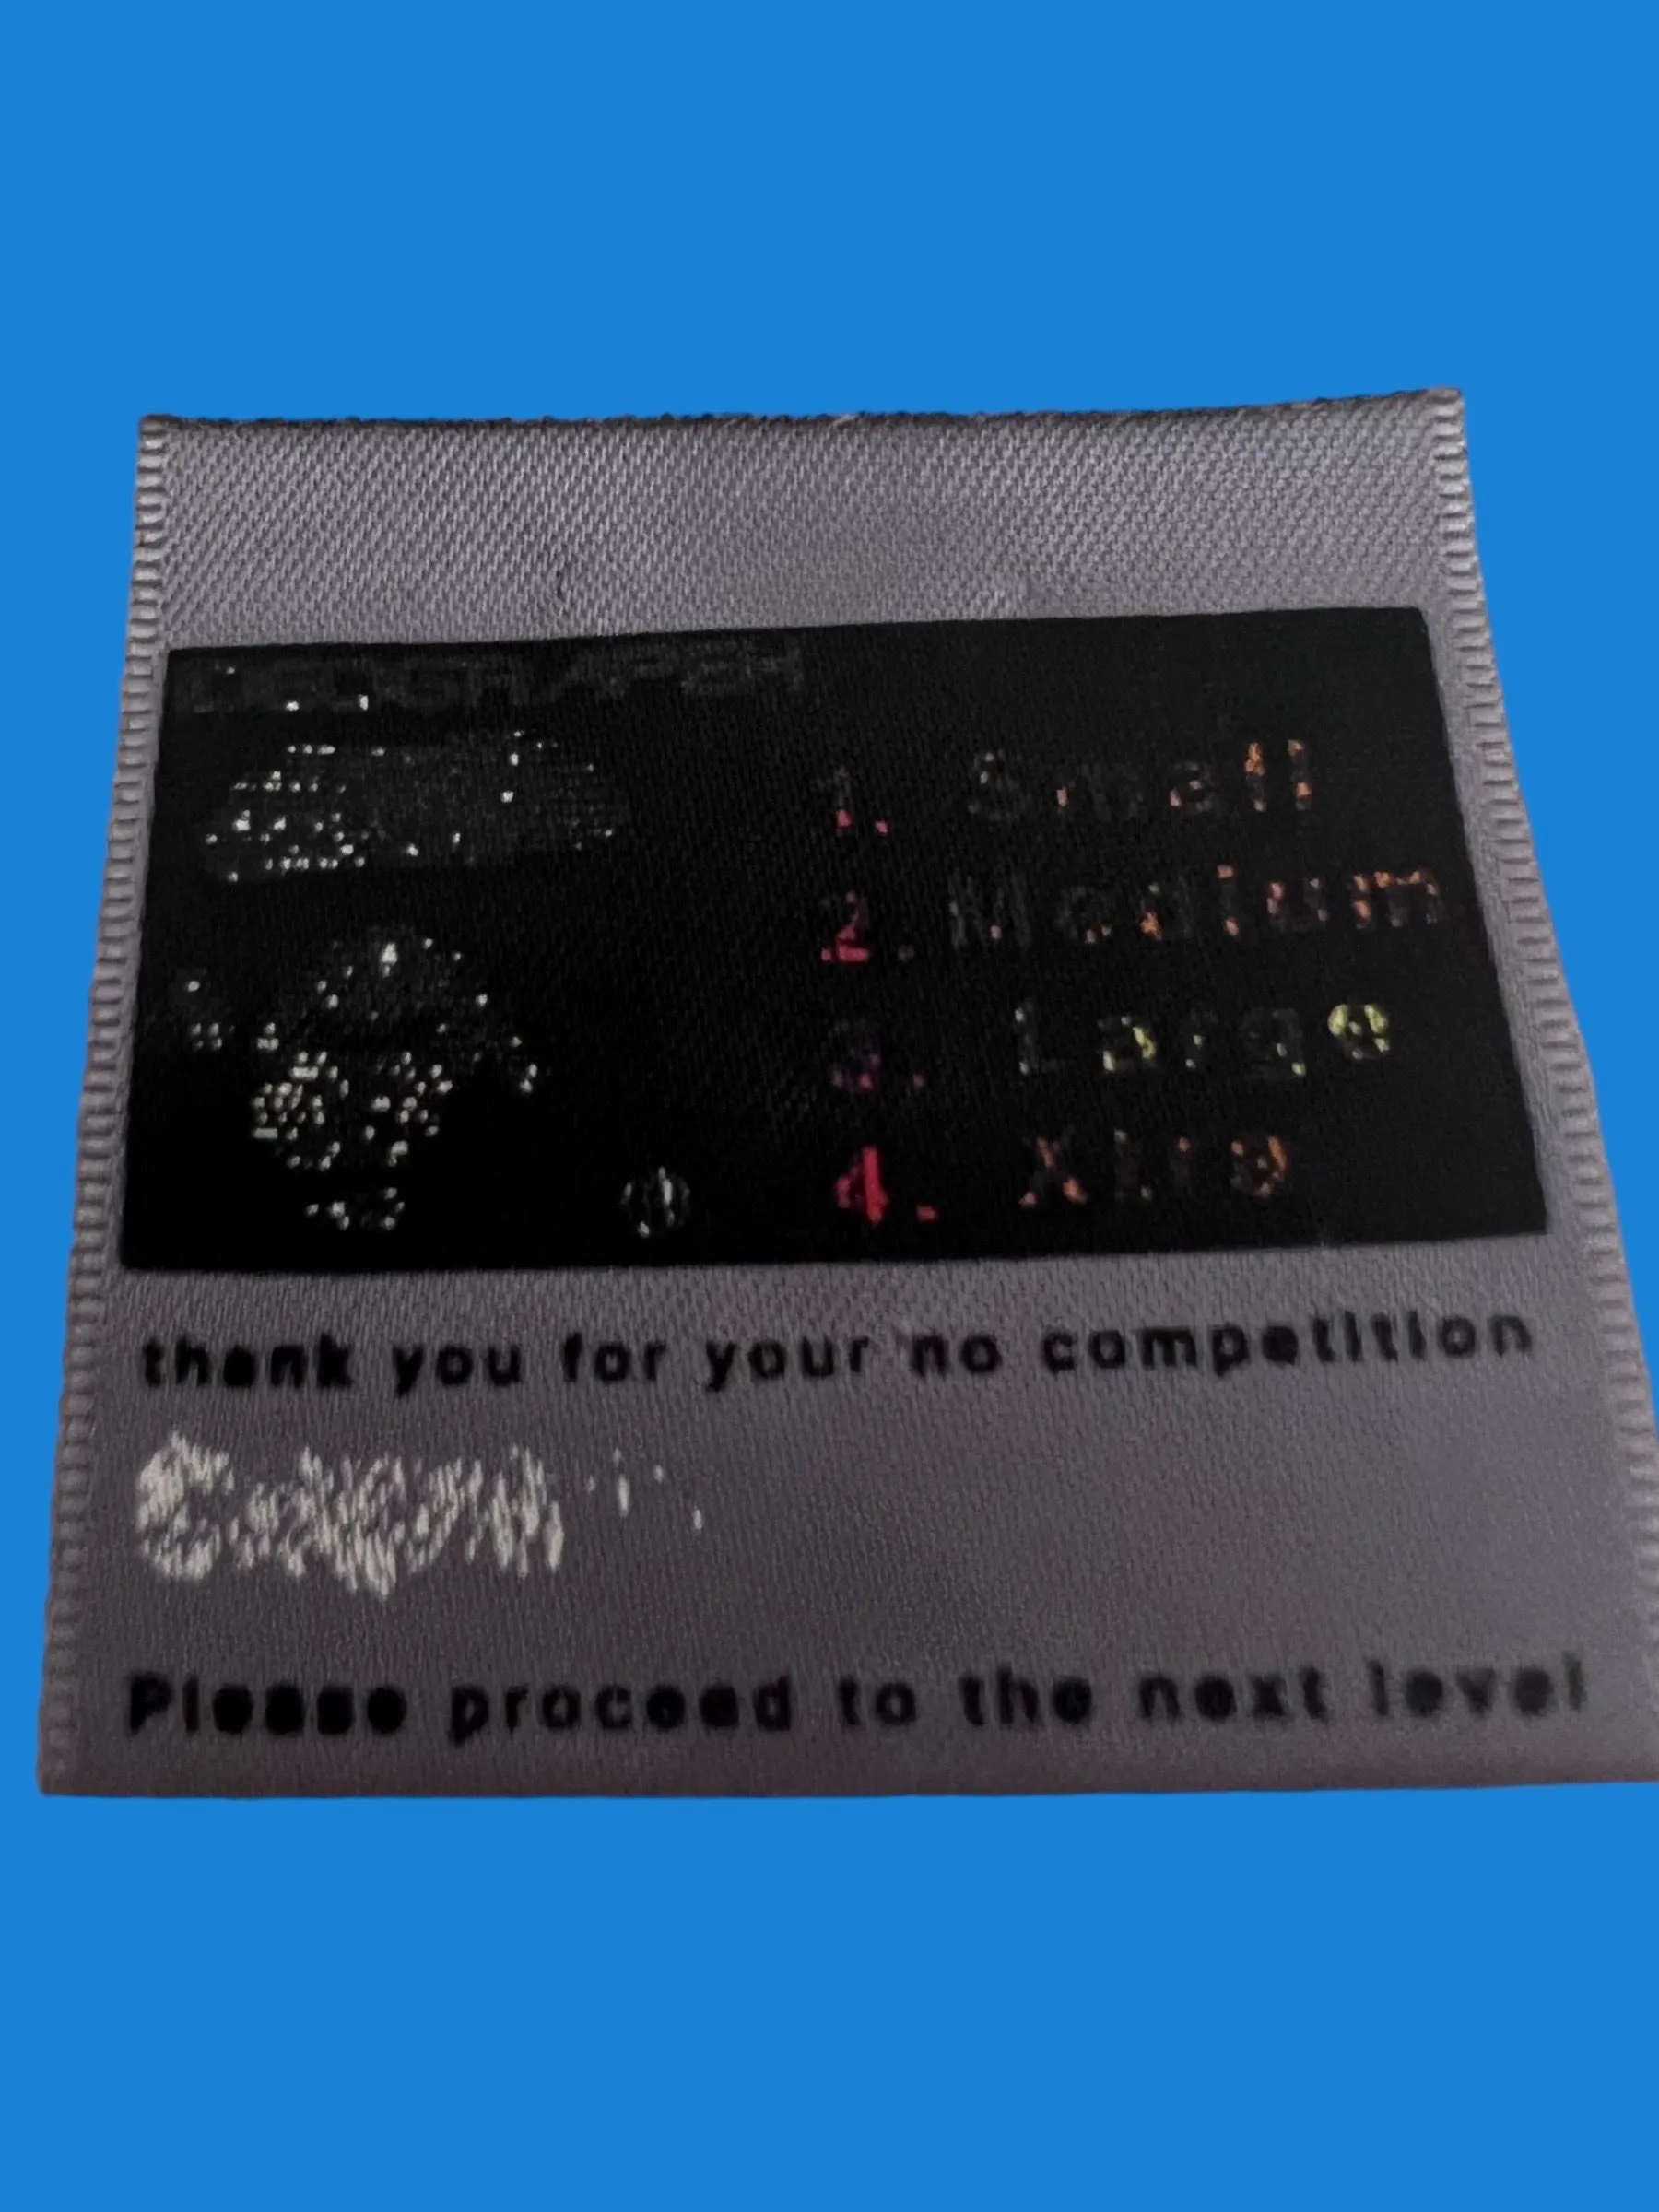 1. Small
2. Medium
3. Large
4. Xlrg
thank you for your no competition
Please proceed to the next level